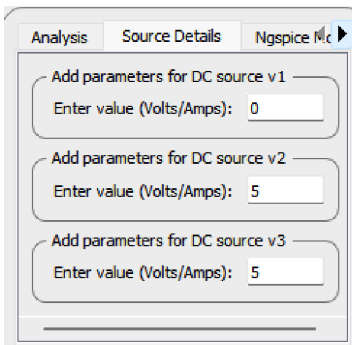 Analysis Source Details Ngspice
Add parameters for DC source v1
Enter value (Volts/Amps): 0
Add parameters for DC source v2
Enter value (Volts/Amps): 5
Add parameters for DC source v3
Enter value (Volts/Amps): 5